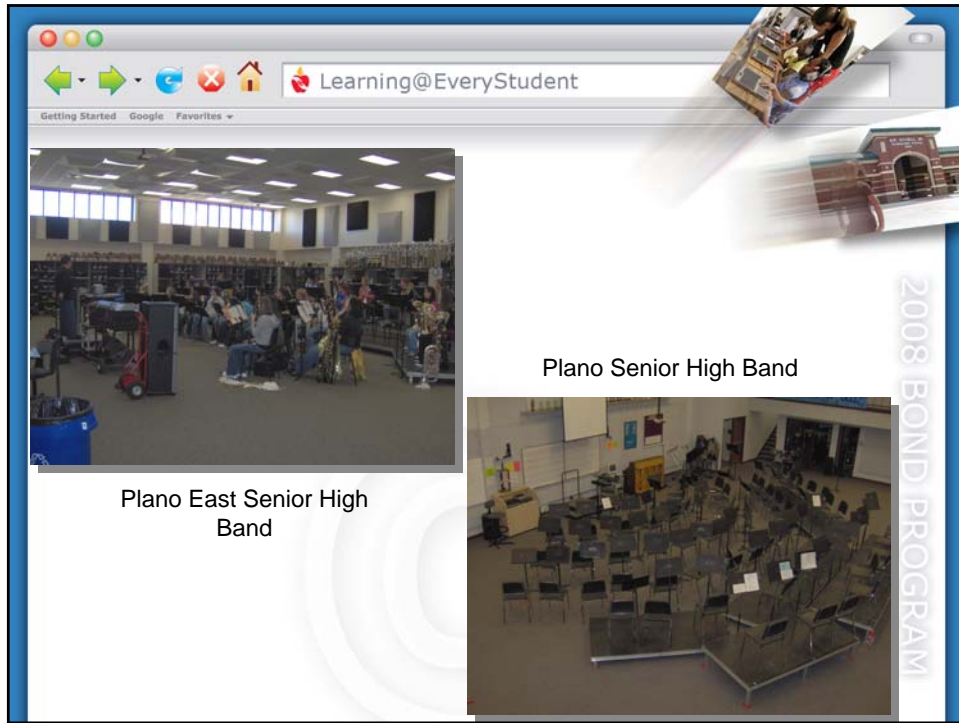 Learning@EveryStudent
Getting Started Google Favorites
Plano Senior High Band
Plano East Senior High
Band
2008 BOND PROGRAM